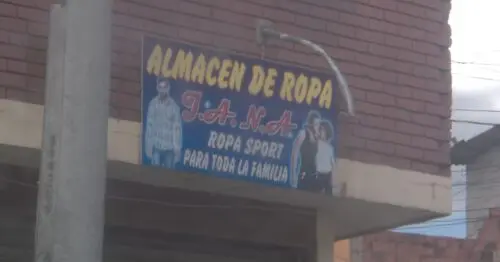 ALMACEN DE ROPA
J.A.N.A.
ROPA SPORT
PARA TODA LA FAMILIA